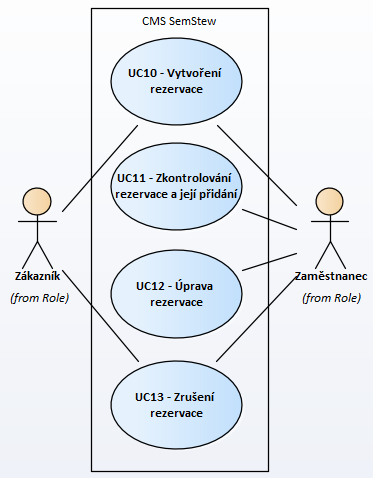 CMS SemStew
UC10 - Vytvoření
rezervace
UC11 - Zkontrolování
rezervace a její přidání
Zákazník
(from Role)
Zaměstnanec
(from Role)
UC12 - Úprava
rezervace
UC13 - Zrušení
rezervace